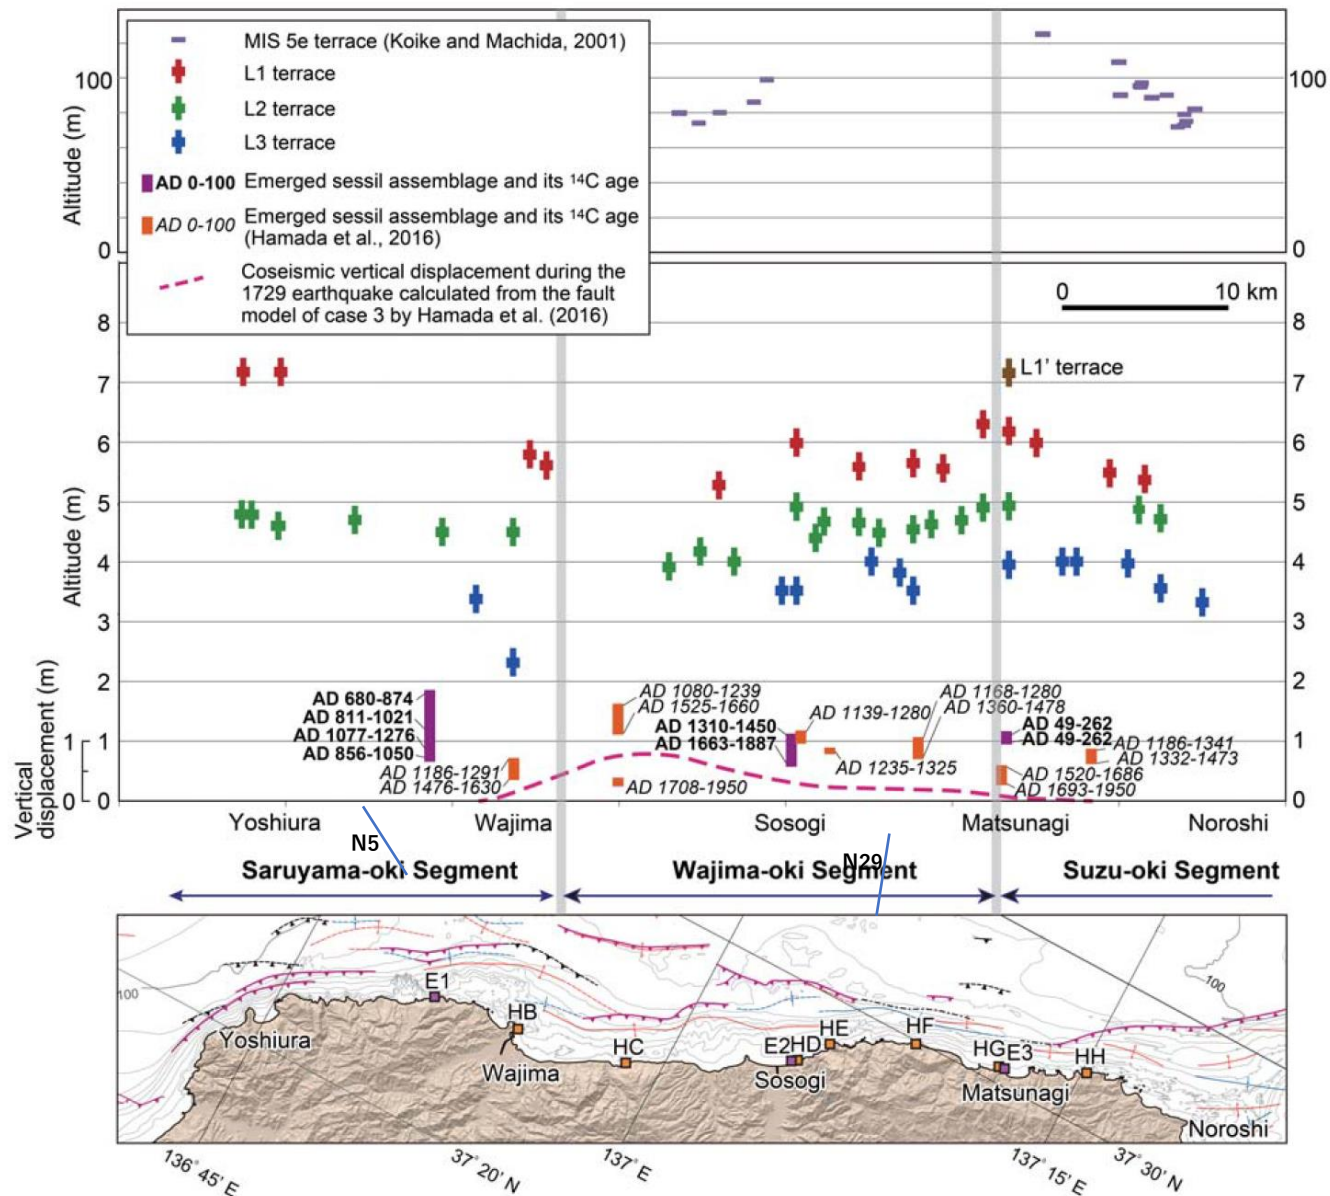 MIS 5e terrace (Koike and Machida, 2001)
L1 terrace
L2 terrace
L3 terrace
AD 0-100 Emerged sessil assemblage and its ¹⁴C age
AD 0-100 Emerged sessil assemblage and its ¹⁴C age
(Hamada et al., 2016)
Coseismic vertical displacement during the
1729 earthquake calculated from the fault
model of case 3 by Hamada et al. (2016)
Altitude (m)
100
0
100
0
0 10 km
Altitude (m)
8
7
6
5
4
3
2
1
0
8
7
6
5
4
3
2
1
0
Vertical
displacement (m)
1
0
L1' terrace
AD 680-874
AD 811-1021
AD 1077-1276
AD 856-1050
AD 1186-1291
AD 1476-1630
AD 1080-1239
AD 1525-1660
AD 1708-1950
AD 1310-1450
AD 1663-1887
AD 1139-1280
AD 1235-1325
AD 1168-1280
AD 1360-1478
AD 49-262
AD 49-262
AD 1520-1686
AD 1693-1950
AD 1186-1341
AD 1332-1473
Yoshiura Wajima Sosogi Matsunagi Noroshi
N5
N29
Saruyama-oki Segment Wajima-oki Segment Suzu-oki Segment
100
100
E1
HB
HC
E2 HD
HE
HF
HG E3
HH
Yoshiura
Wajima
Sosogi
Matsunagi
Noroshi
136° 45' E
37° 20' N
137° E
137° 15' E
37° 30' N